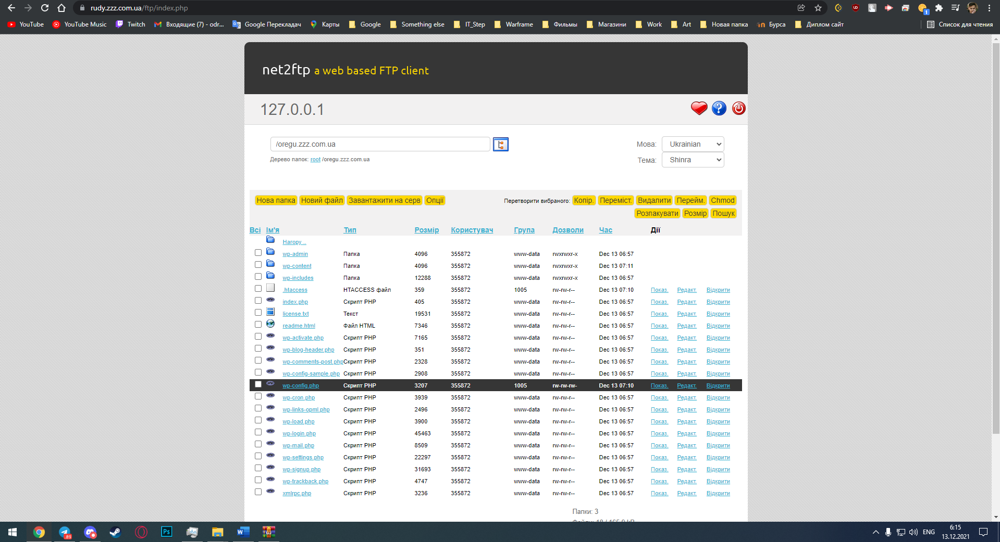 rudy.zzz.com.ua/ftp/index.php
YouTube YouTube Music Twitch Входящие (7) - odr... Google Перекладач Карты Google Something else IT_Step Warframe Фильмы Магазини Work Art Новая папка Бурса Диплом сайт Список для чтения
net2ftp a web based FTP client
127.0.0.1
/oregu.zzz.com.ua Мова: Ukrainian
Дерево папок: root /oregu.zzz.com.ua Тема: Shinra
Нова папка Новий файл Завантажити на серв Опції Перетворити вибраного: Копір. Переміст. Видалити Перейм. Chmod
Розпакувати Розмір Пошук
Всі Ім'я Тип Розмір Користувач Група Дозволи Час Дії
Нагору ..
wp-admin Папка 4096 355872 www-data rwxrwxr-x Dec 13 06:57
wp-content Папка 4096 355872 www-data rwxrwxr-x Dec 13 07:11
wp-includes Папка 12288 355872 www-data rwxrwxr-x Dec 13 06:57
.htaccess HTACCESS файл 359 355872 1005 rw-rw-r-- Dec 13 07:10 Показ. Редакт. Відкрити
index.php Скрипт PHP 405 355872 www-data rw-rw-r-- Dec 13 06:57 Показ. Редакт. Відкрити
license.txt Текст 19531 355872 www-data rw-rw-r-- Dec 13 06:57 Показ. Редакт. Відкрити
readme.html Файл HTML 7346 355872 www-data rw-rw-r-- Dec 13 06:57 Показ. Редакт. Відкрити
wp-activate.php Скрипт PHP 7165 355872 www-data rw-rw-r-- Dec 13 06:57 Показ. Редакт. Відкрити
wp-blog-header.php Скрипт PHP 351 355872 www-data rw-rw-r-- Dec 13 06:57 Показ. Редакт. Відкрити
wp-comments-post.php Скрипт PHP 2328 355872 www-data rw-rw-r-- Dec 13 06:57 Показ. Редакт. Відкрити
wp-config-sample.php Скрипт PHP 2908 355872 www-data rw-rw-r-- Dec 13 06:57 Показ. Редакт. Відкрити
wp-config.php Скрипт PHP 3207 355872 1005 rw-rw-rw- Dec 13 07:10 Показ. Редакт. Відкрити
wp-cron.php Скрипт PHP 3939 355872 www-data rw-rw-r-- Dec 13 06:57 Показ. Редакт. Відкрити
wp-links-opml.php Скрипт PHP 2496 355872 www-data rw-rw-r-- Dec 13 06:57 Показ. Редакт. Відкрити
wp-load.php Скрипт PHP 3900 355872 www-data rw-rw-r-- Dec 13 06:57 Показ. Редакт. Відкрити
wp-login.php Скрипт PHP 45463 355872 www-data rw-rw-r-- Dec 13 06:57 Показ. Редакт. Відкрити
wp-mail.php Скрипт PHP 8509 355872 www-data rw-rw-r-- Dec 13 06:57 Показ. Редакт. Відкрити
wp-settings.php Скрипт PHP 22297 355872 www-data rw-rw-r-- Dec 13 06:57 Показ. Редакт. Відкрити
wp-signup.php Скрипт PHP 31693 355872 www-data rw-rw-r-- Dec 13 06:57 Показ. Редакт. Відкрити
wp-trackback.php Скрипт PHP 4747 355872 www-data rw-rw-r-- Dec 13 06:57 Показ. Редакт. Відкрити
xmlrpc.php Скрипт PHP 3236 355872 www-data rw-rw-r-- Dec 13 06:57 Показ. Редакт. Відкрити
Папки: 3
ENG 6:15
13.12.2021